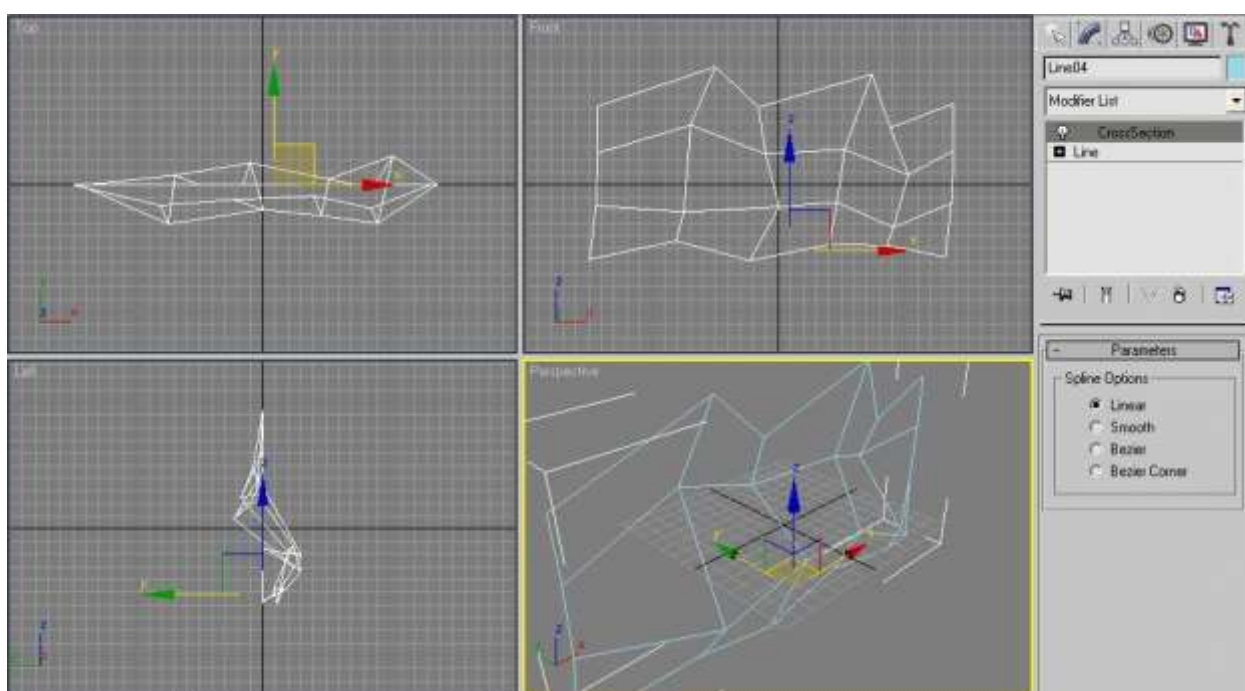 Top
Front
Line04
Modifier List
CrossSection
Line
Left
Perspective
- Parameters
Spline Options
Linear
Smooth
Bezier
Bezier Corner